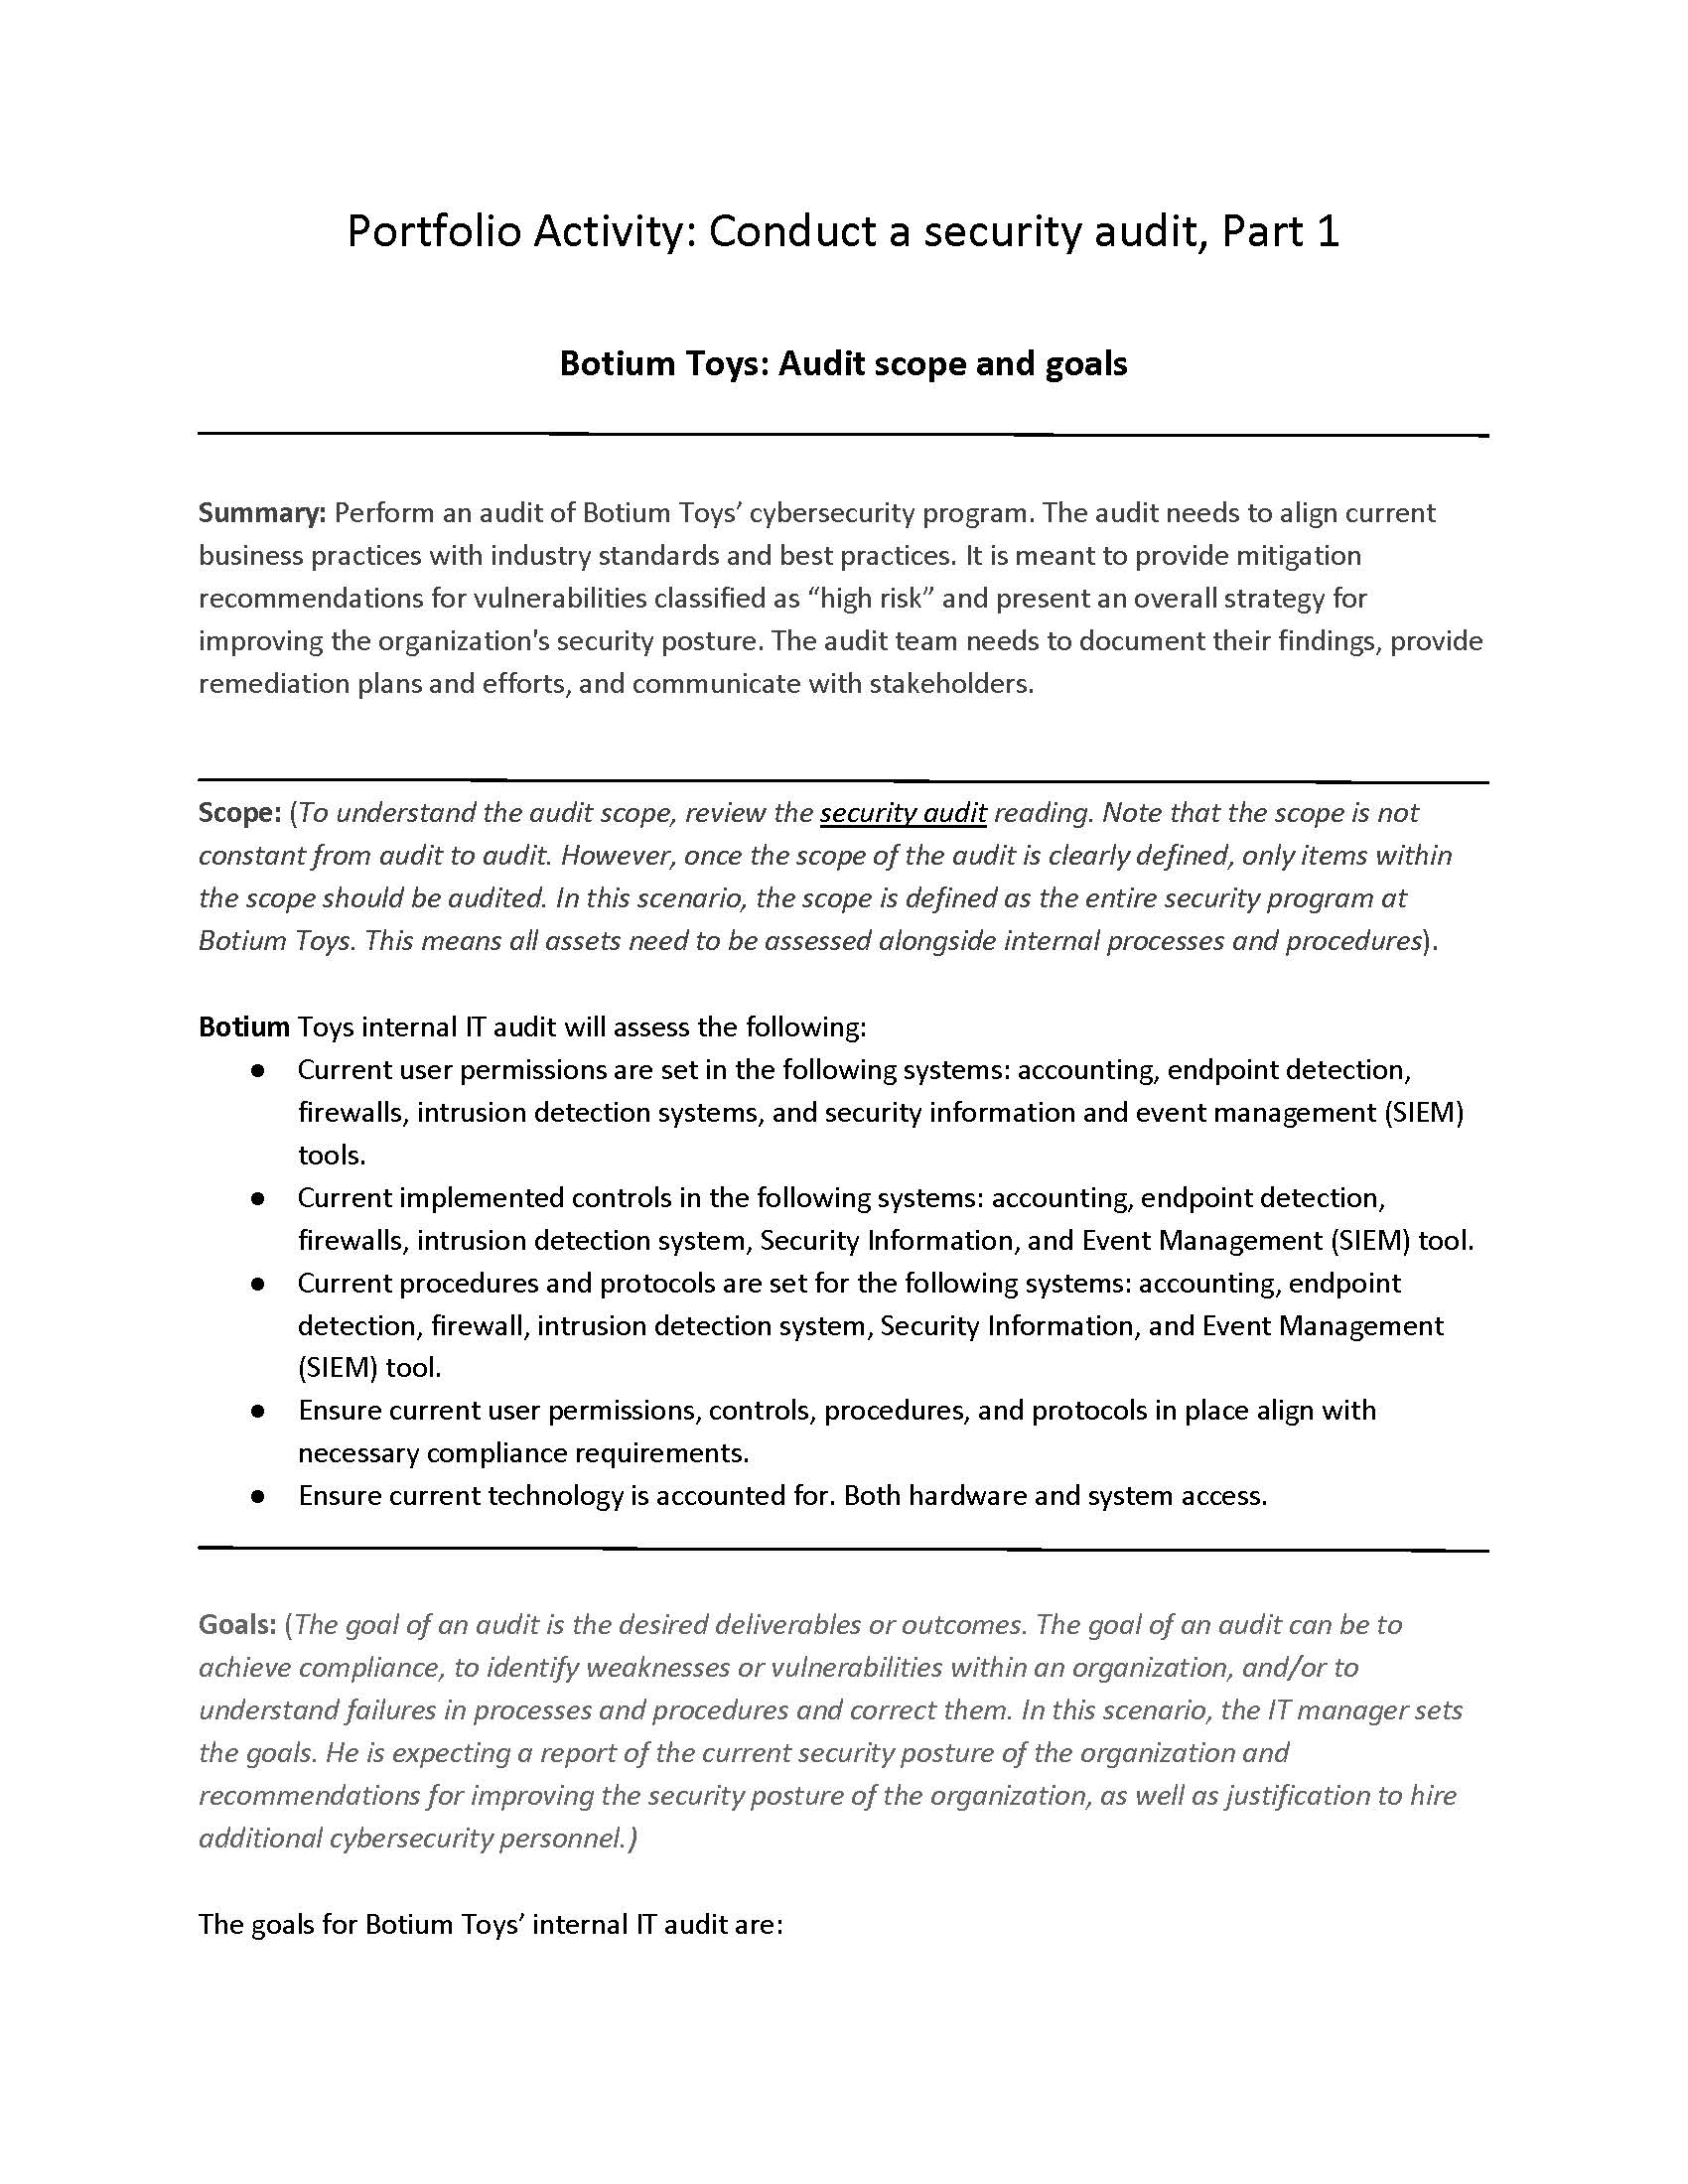 Portfolio Activity: Conduct a security audit, Part 1
Botium Toys: Audit scope and goals
Summary: Perform an audit of Botium Toys’ cybersecurity program. The audit needs to align current
business practices with industry standards and best practices. It is meant to provide mitigation
recommendations for vulnerabilities classified as “high risk” and present an overall strategy for
improving the organization's security posture. The audit team needs to document their findings, provide
remediation plans and efforts, and communicate with stakeholders.
Scope: (To understand the audit scope, review the security audit reading. Note that the scope is not
constant from audit to audit. However, once the scope of the audit is clearly defined, only items within
the scope should be audited. In this scenario, the scope is defined as the entire security program at
Botium Toys. This means all assets need to be assessed alongside internal processes and procedures).
Botium Toys internal IT audit will assess the following:
● Current user permissions are set in the following systems: accounting, endpoint detection,
firewalls, intrusion detection systems, and security information and event management (SIEM)
tools.
● Current implemented controls in the following systems: accounting, endpoint detection,
firewalls, intrusion detection system, Security Information, and Event Management (SIEM) tool.
● Current procedures and protocols are set for the following systems: accounting, endpoint
detection, firewall, intrusion detection system, Security Information, and Event Management
(SIEM) tool.
● Ensure current user permissions, controls, procedures, and protocols in place align with
necessary compliance requirements.
● Ensure current technology is accounted for. Both hardware and system access.
Goals: (The goal of an audit is the desired deliverables or outcomes. The goal of an audit can be to
achieve compliance, to identify weaknesses or vulnerabilities within an organization, and/or to
understand failures in processes and procedures and correct them. In this scenario, the IT manager sets
the goals. He is expecting a report of the current security posture of the organization and
recommendations for improving the security posture of the organization, as well as justification to hire
additional cybersecurity personnel.)
The goals for Botium Toys’ internal IT audit are: